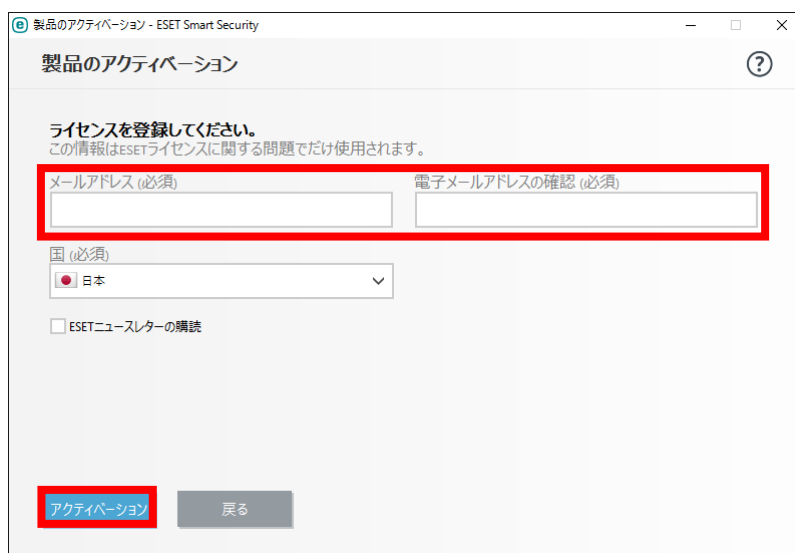 製品のアクティベーション - ESET Smart Security
製品のアクティベーション
?
ライセンスを登録してください。
この情報はESETライセンスに関する問題でだけ使用されます。
メールアドレス (必須) 電子メールアドレスの確認 (必須)
国 (必須)
日本
ESETニュースレターの購読
アクティベーション 戻る